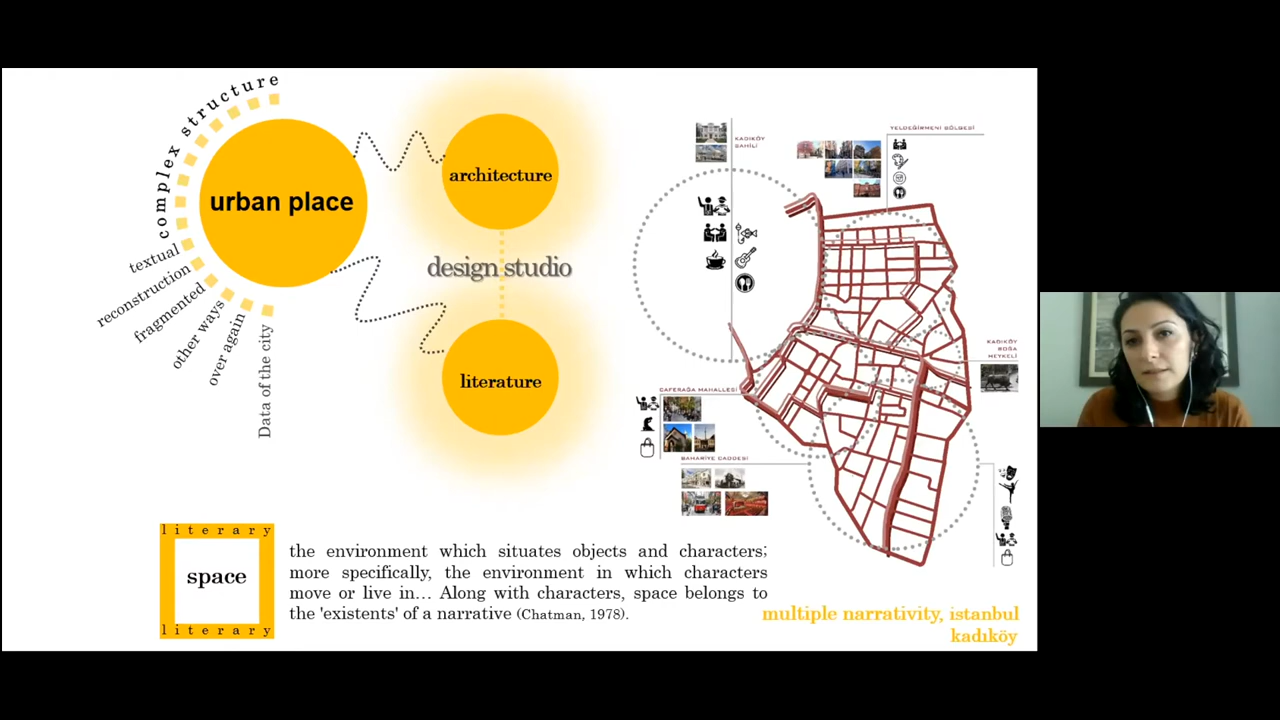 complex structure
urban place
textual
reconstruction
fragmented
other ways
over again
Data of the city
architecture
design studio
literature
KADIKÖY
SAHİLİ
YELDEĞİRMENİ BÖLGESİ
KADIKÖY
BOĞA
HEYKELİ
CAFERAĞA MAHALLESİ
BAHARİYE CADDESİ
literary
space
literary
the environment which situates objects and characters;
more specifically, the environment in which characters
move or live in... Along with characters, space belongs to
the 'existents' of a narrative (Chatman, 1978).
multiple narrativity, istanbul
kadıköy